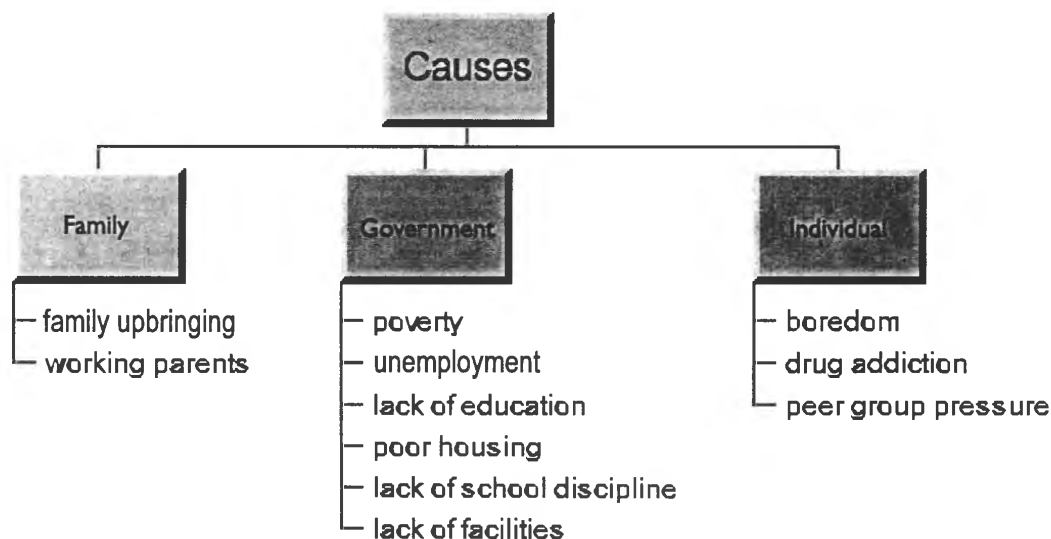 Causes
Family
family upbringing
working parents
Government
poverty
unemployment
lack of education
poor housing
lack of school discipline
lack of facilities
Individual
boredom
drug addiction
peer group pressure